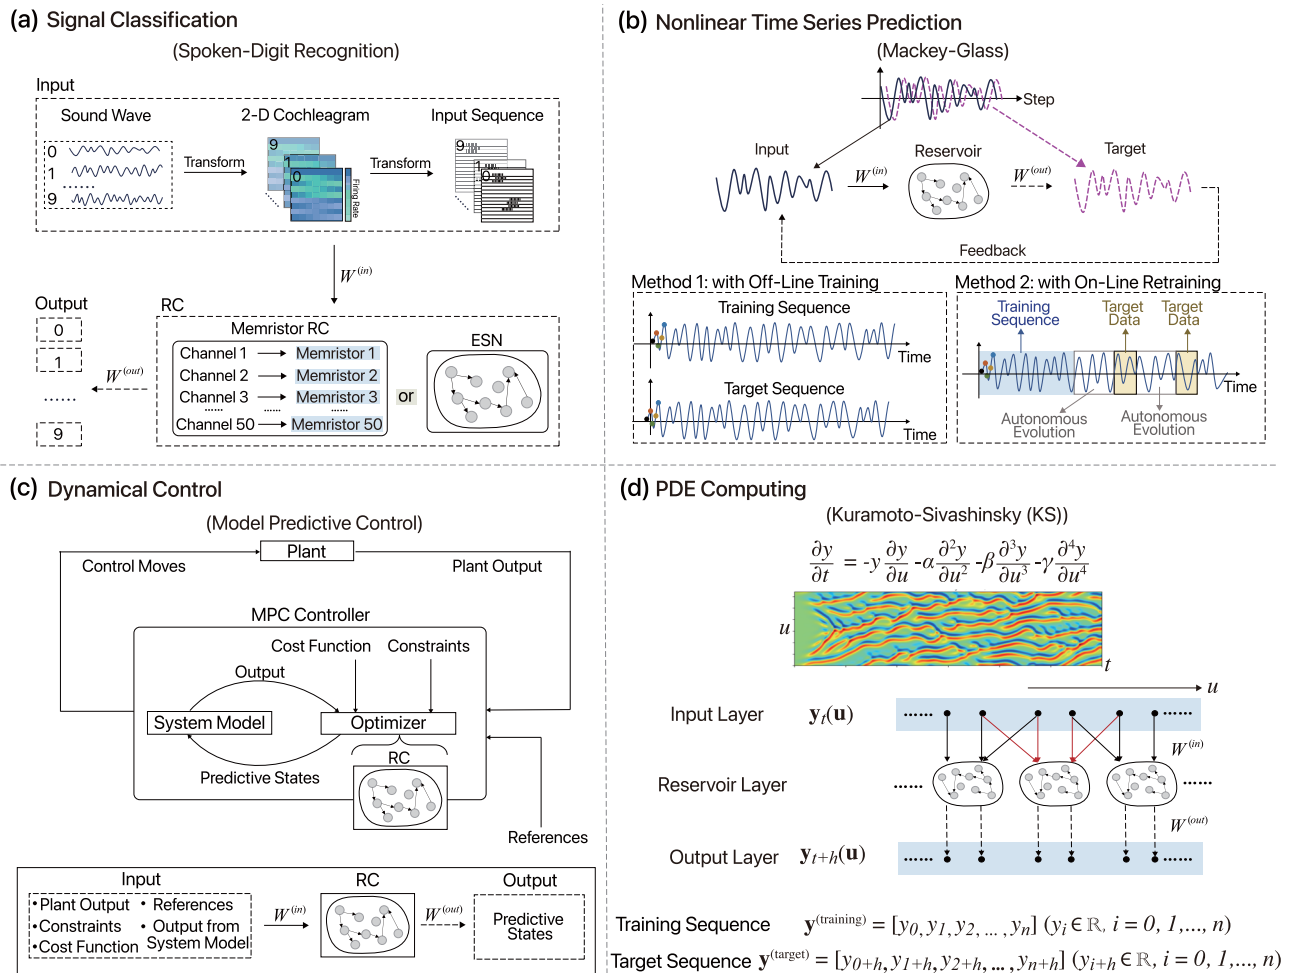 (a) Signal Classification
(Spoken-Digit Recognition)
Input
Sound Wave
2-D Cochleagram
Input Sequence
0
1
......
9
Transform
9
1
0
Firing Rate
Transform
9
1
0
W(in)
Output
0
1
......
9
W(out)
RC
Memristor RC
Channel 1 Memristor 1
Channel 2 Memristor 2
Channel 3 Memristor 3
...... ...... ......
Channel 50 Memristor 50
or
ESN
(b) Nonlinear Time Series Prediction
(Mackey-Glass)
Step
Input
Reservoir
Target
W(in)
W(out)
Feedback
Method 1: with Off-Line Training
Training Sequence
Time
Target Sequence
Time
Method 2: with On-Line Retraining
Training
Sequence
Target
Data
Target
Data
Time
Autonomous
Evolution
Autonomous
Evolution
(c) Dynamical Control
(Model Predictive Control)
Plant
Control Moves
Plant Output
MPC Controller
Cost Function
Constraints
Output
System Model
Optimizer
Predictive States
RC
References
Input
• Plant Output • References
• Constraints • Output from
• Cost Function System Model
W(in)
RC
W(out)
Output
Predictive
States
(d) PDE Computing
(Kuramoto-Sivashinsky (KS))
∂y/∂t = -y ∂y/∂u -α ∂²y/∂u² -β ∂³y/∂u³ -γ ∂⁴y/∂u⁴
u
t
u
Input Layer yt(u) ...... ......
W(in)
Reservoir Layer ...... ......
W(out)
Output Layer yt+h(u) ...... ......
Training Sequence y(training) = [y0, y1, y2, ..., yn] (yi ∈ ℝ, i = 0, 1,..., n)
Target Sequence y(target) = [y0+h, y1+h, y2+h, ..., yn+h] (yi+h ∈ ℝ, i = 0, 1,..., n)